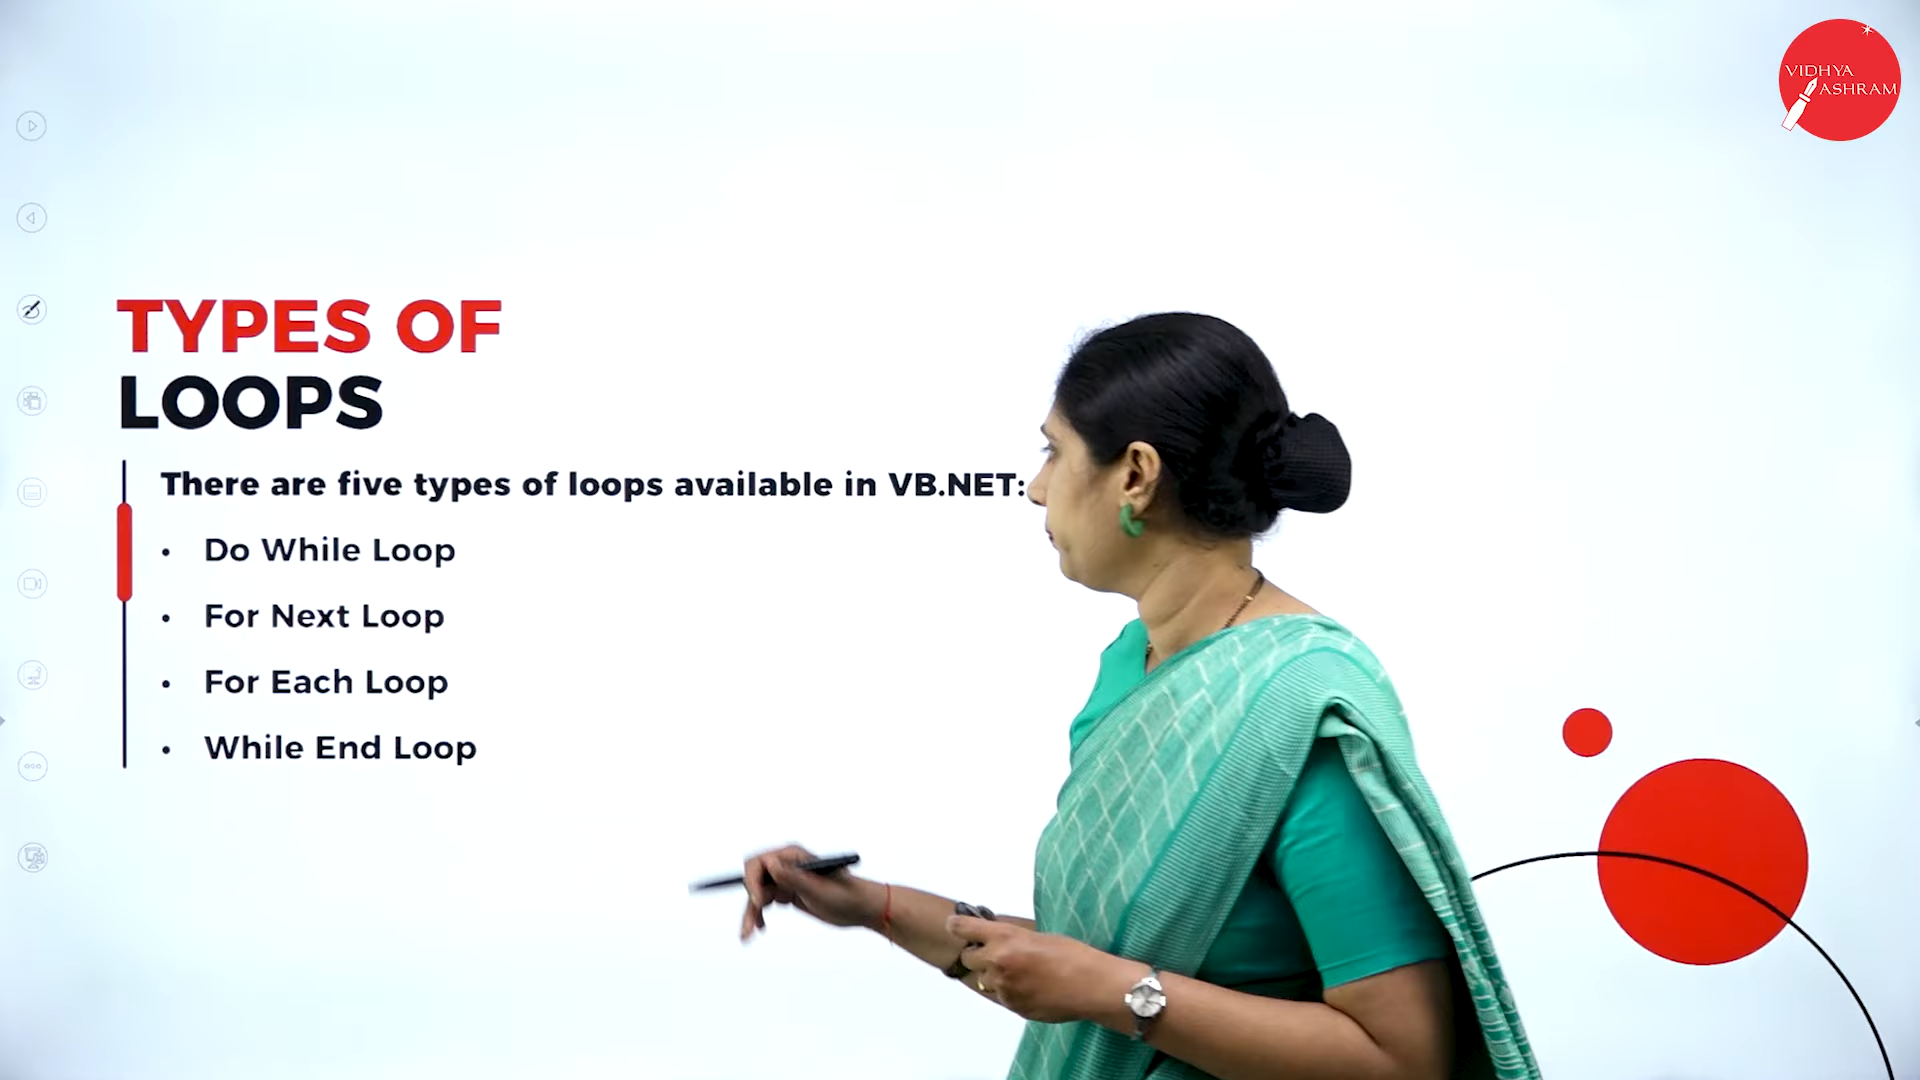 VIDHYA
ASHRAM
TYPES OF
LOOPS
There are five types of loops available in VB.NET:
• Do While Loop
• For Next Loop
• For Each Loop
• While End Loop